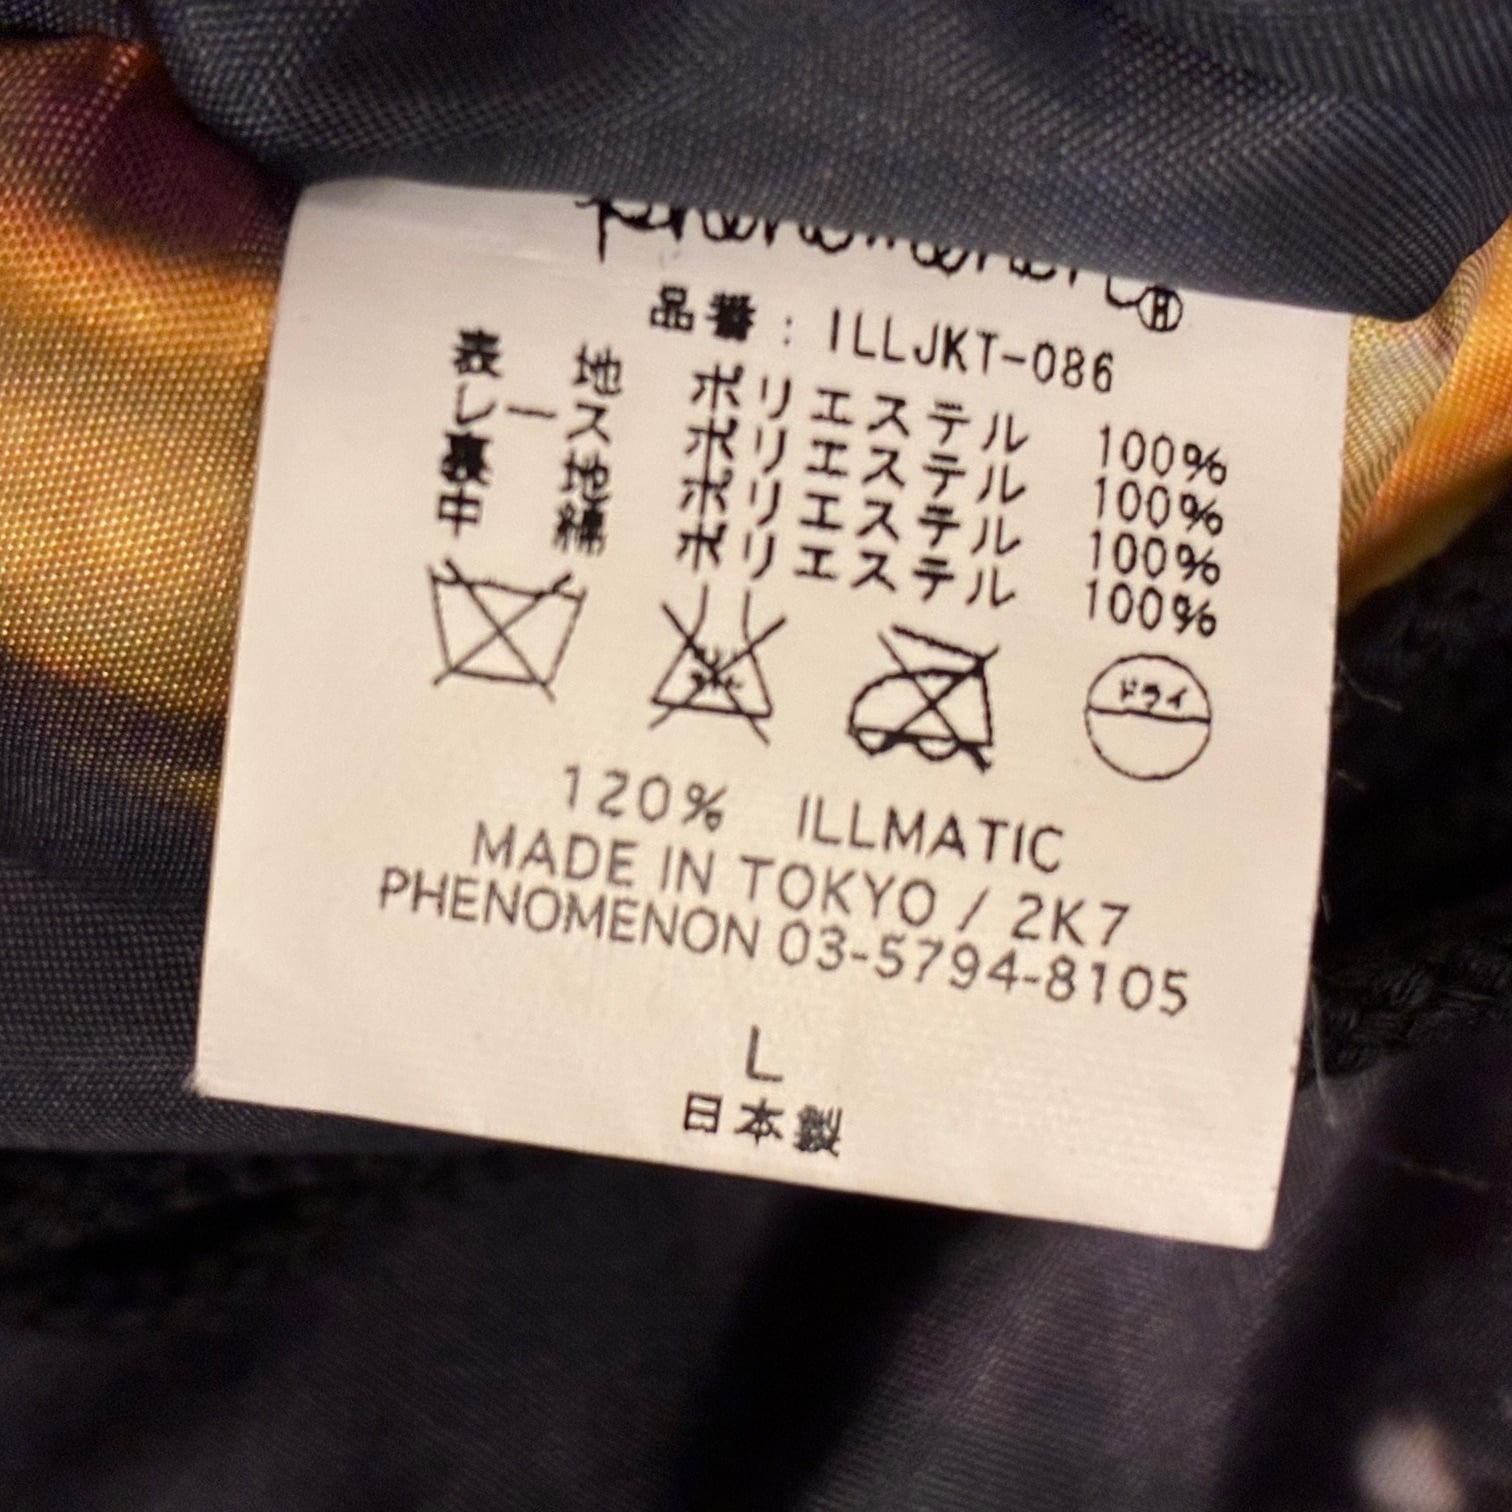 phenomenon®
品番：ILLJKT-086
表地 ポリエステル 100%
レース ポリエステル 100%
裏地 ポリエステル 100%
中綿 ポリエステル 100%
ドライ
120% ILLMATIC
MADE IN TOKYO / 2K7
PHENOMENON 03-5794-8105
L
日本製